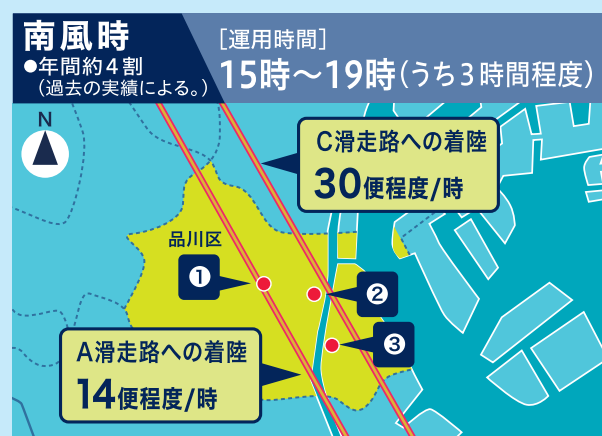 南風時
●年間約4割
（過去の実績による。）
［運用時間］
15時～19時（うち3時間程度）
N
C滑走路への着陸
30便程度/時
品川区
❶
❷
❸
A滑走路への着陸
14便程度/時